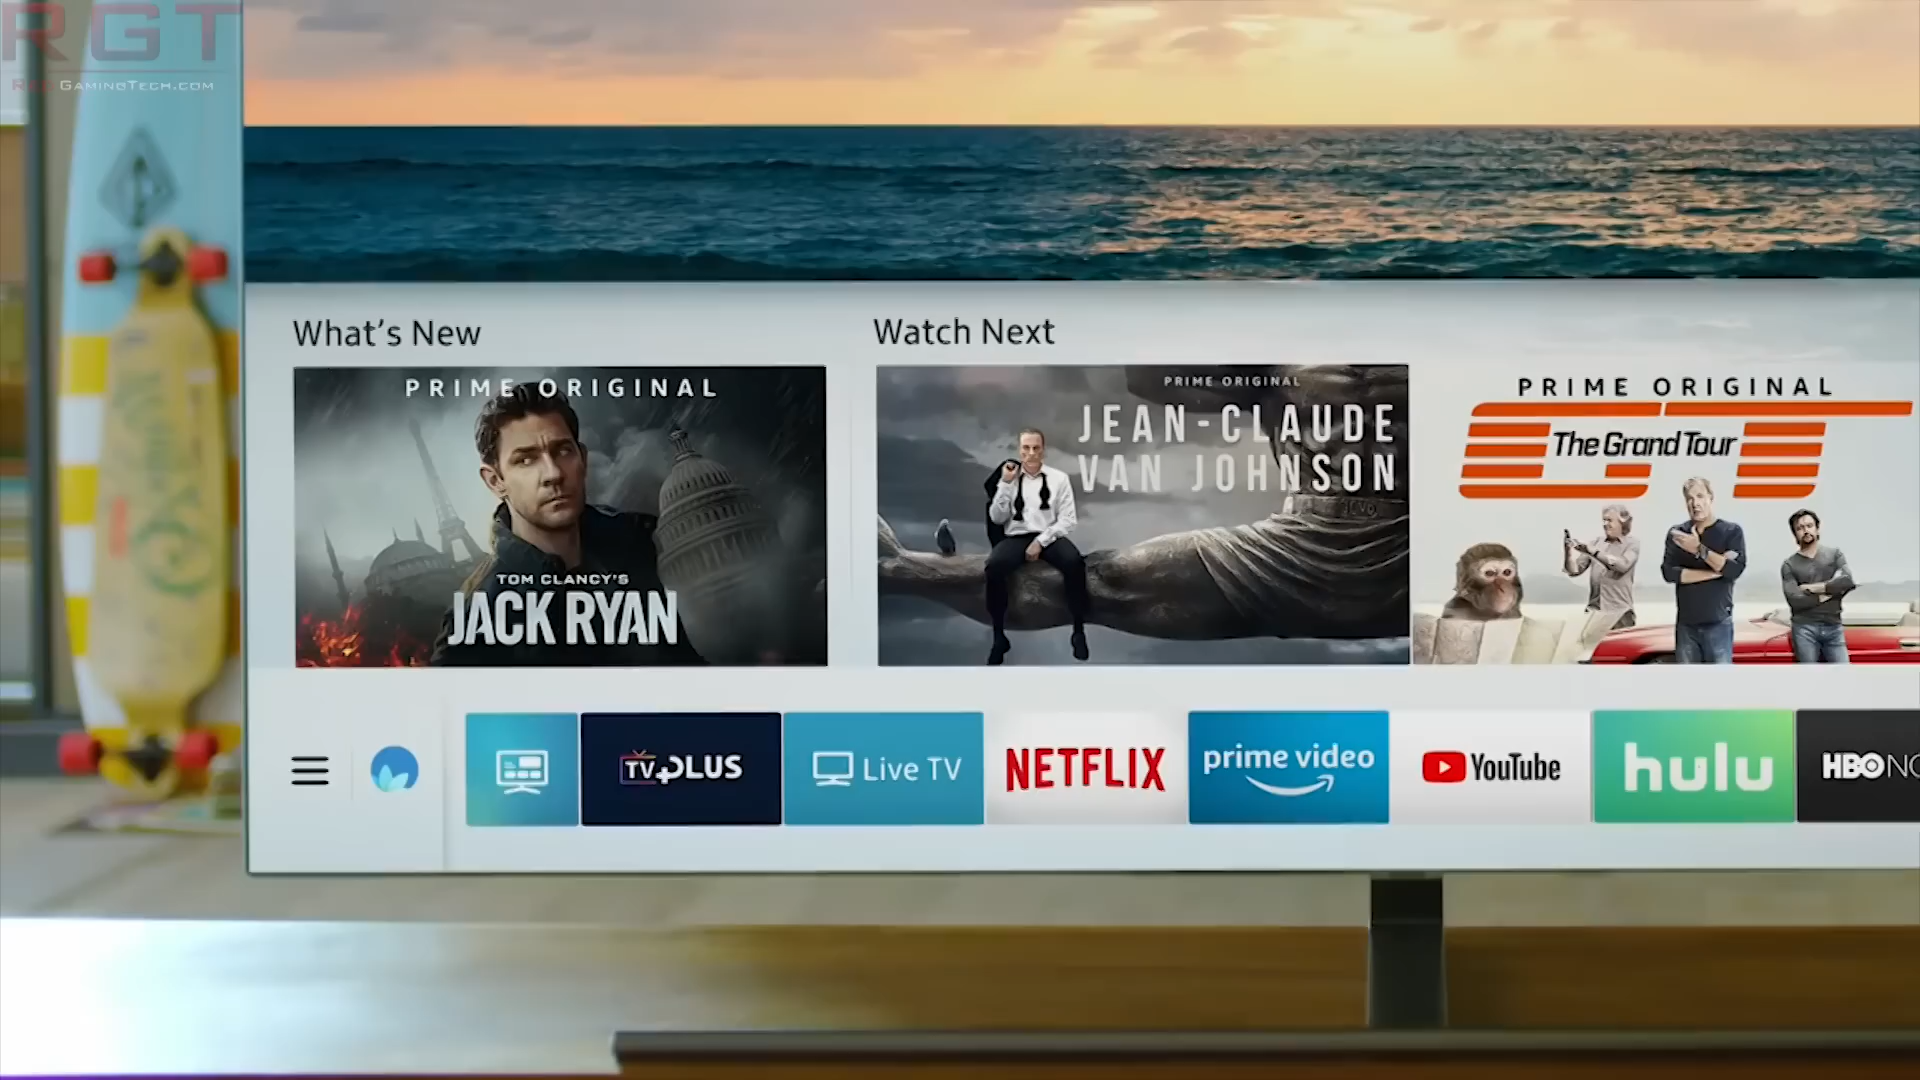 RGT
RedGamingTech.com
What's New
Watch Next
PRIME ORIGINAL
TOM CLANCY'S
JACK RYAN
PRIME ORIGINAL
JEAN-CLAUDE
VAN JOHNSON
PRIME ORIGINAL
The Grand Tour
TV PLUS
Live TV
NETFLIX
prime video
YouTube
hulu
HBO